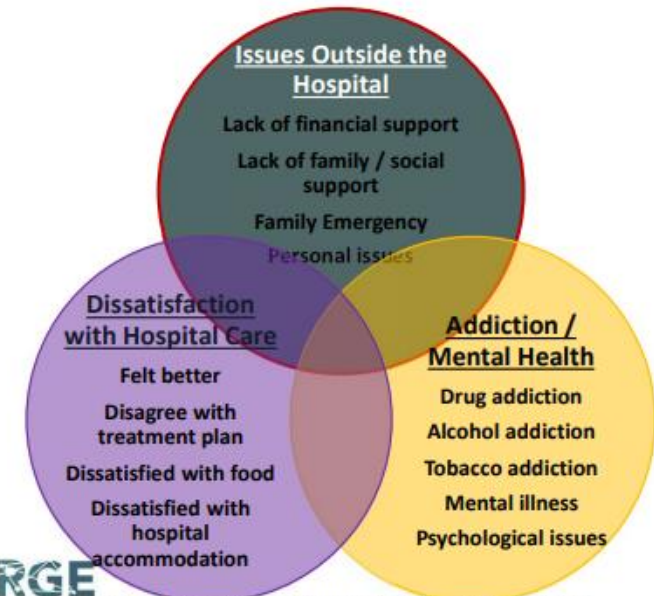 Issues Outside the
Hospital
Lack of financial support
Lack of family / social
support
Family Emergency
Personal issues
Dissatisfaction
with Hospital Care
Felt better
Disagree with
treatment plan
Dissatisfied with food
Dissatisfied with
hospital
accommodation
Addiction /
Mental Health
Drug addiction
Alcohol addiction
Tobacco addiction
Mental illness
Psychological issues
RGE